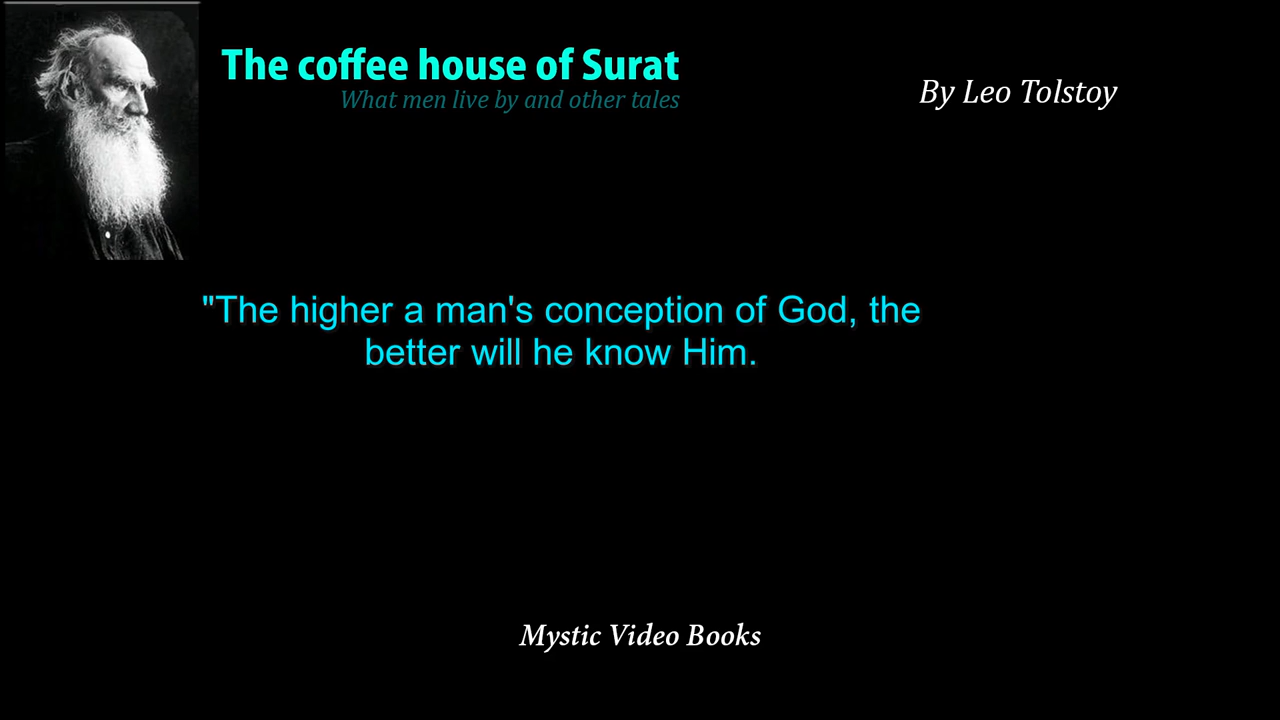 The coffee house of Surat
What men live by and other tales
By Leo Tolstoy
"The higher a man's conception of God, the
better will he know Him.
Mystic Video Books